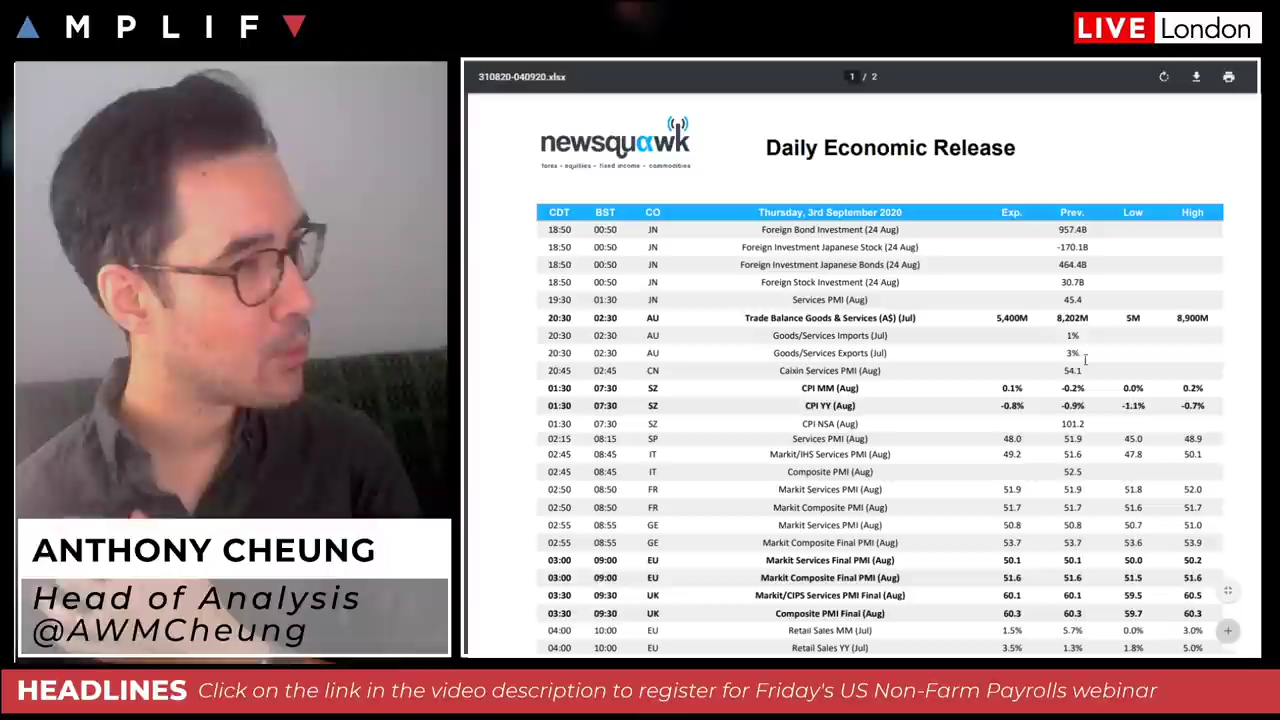 AMPLIFY
LIVE London
310820-040920.xlsx 1 / 2
newsquawk
forex - equities - fixed income - commodities
Daily Economic Release
CDT BST CO Thursday, 3rd September 2020 Exp. Prev. Low High
18:50 00:50 JN Foreign Bond Investment (24 Aug) 957.4B
18:50 00:50 JN Foreign Investment Japanese Stock (24 Aug) -170.1B
18:50 00:50 JN Foreign Investment Japanese Bonds (24 Aug) 464.4B
18:50 00:50 JN Foreign Stock Investment (24 Aug) 30.7B
19:30 01:30 JN Services PMI (Aug) 45.4
20:30 02:30 AU Trade Balance Goods & Services (A$) (Jul) 5,400M 8,202M 5M 8,900M
20:30 02:30 AU Goods/Services Imports (Jul) 1%
20:30 02:30 AU Goods/Services Exports (Jul) 3%
20:45 02:45 CN Caixin Services PMI (Aug) 54.1
01:30 07:30 SZ CPI MM (Aug) 0.1% -0.2% 0.0% 0.2%
01:30 07:30 SZ CPI YY (Aug) -0.8% -0.9% -1.1% -0.7%
01:30 07:30 SZ CPI NSA (Aug) 101.2
02:15 08:15 SP Services PMI (Aug) 48.0 51.9 45.0 48.9
02:45 08:45 IT Markit/IHS Services PMI (Aug) 49.2 51.6 47.8 50.1
02:45 08:45 IT Composite PMI (Aug) 52.5
02:50 08:50 FR Markit Services PMI (Aug) 51.9 51.9 51.8 52.0
02:50 08:50 FR Markit Composite PMI (Aug) 51.7 51.7 51.6 51.7
02:55 08:55 GE Markit Services PMI (Aug) 50.8 50.8 50.7 51.0
02:55 08:55 GE Markit Composite Final PMI (Aug) 53.7 53.7 53.6 53.9
03:00 09:00 EU Markit Services Final PMI (Aug) 50.1 50.1 50.0 50.2
03:00 09:00 EU Markit Composite Final PMI (Aug) 51.6 51.6 51.5 51.6
03:30 09:30 UK Markit/CIPS Services PMI Final (Aug) 60.1 60.1 59.5 60.5
03:30 09:30 UK Composite PMI Final (Aug) 60.3 60.3 59.7 60.3
04:00 10:00 EU Retail Sales MM (Jul) 1.5% 5.7% 0.0% 3.0%
04:00 10:00 EU Retail Sales YY (Jul) 3.5% 1.3% 1.8% 5.0%
ANTHONY CHEUNG
Head of Analysis
@AWMCheung
HEADLINES Click on the link in the video description to register for Friday's US Non-Farm Payrolls webinar